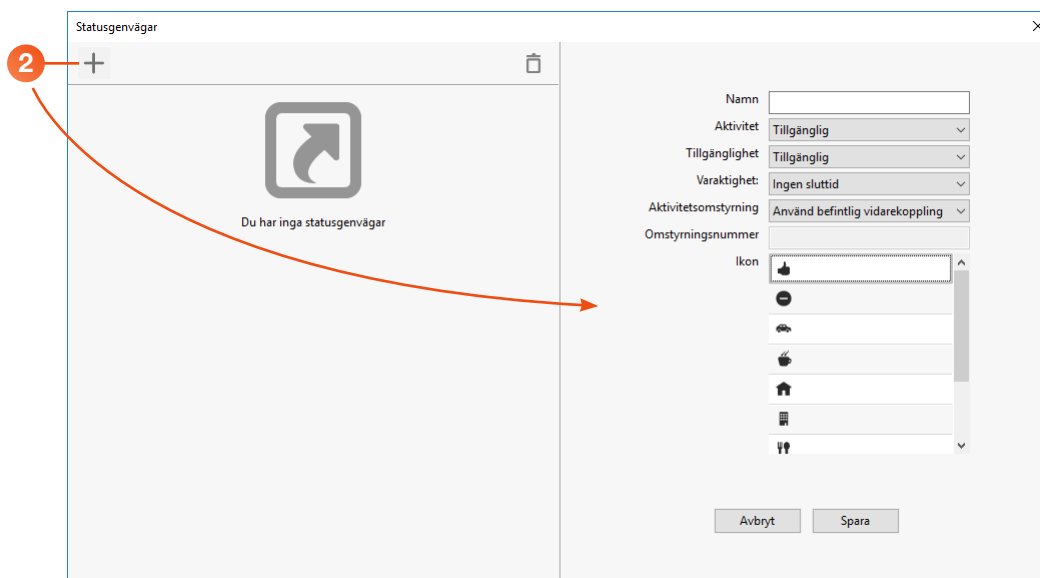 Statusgenvägar
2
Du har inga statusgenvägar
Namn
Aktivitet Tillgänglig
Tillgänglighet Tillgänglig
Varaktighet: Ingen sluttid
Aktivitetsomstyrning Använd befintlig vidarekoppling
Omstyrningsnummer
Ikon
Avbryt Spara